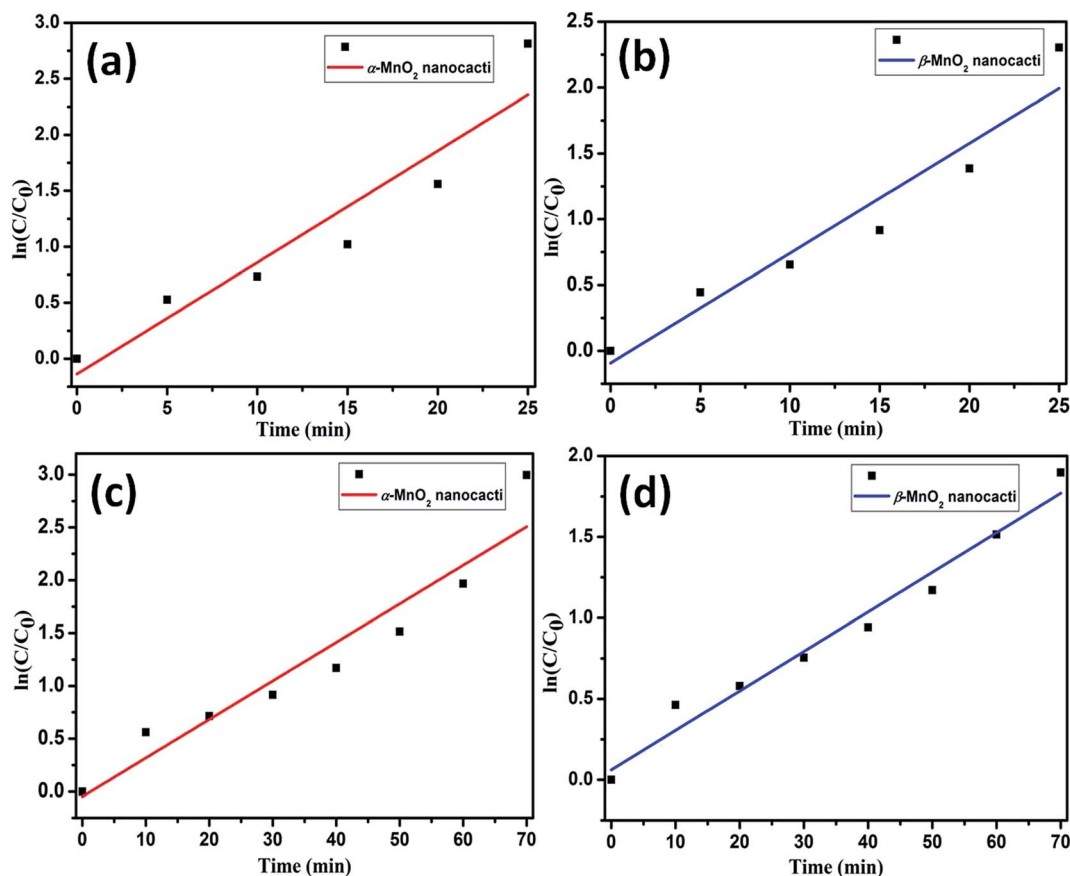 (a)
α-MnO2 nanocacti
ln(C/C0)
3.0
2.5
2.0
1.5
1.0
0.5
0.0
0 5 10 15 20 25
Time (min)
(b)
β-MnO2 nanocacti
ln(C/C0)
2.5
2.0
1.5
1.0
0.5
0.0
0 5 10 15 20 25
Time (min)
(c)
α-MnO2 nanocacti
ln(C/C0)
3.0
2.5
2.0
1.5
1.0
0.5
0.0
0 10 20 30 40 50 60 70
Time (min)
(d)
β-MnO2 nanocacti
ln(C/C0)
2.0
1.5
1.0
0.5
0.0
0 10 20 30 40 50 60 70
Time (min)